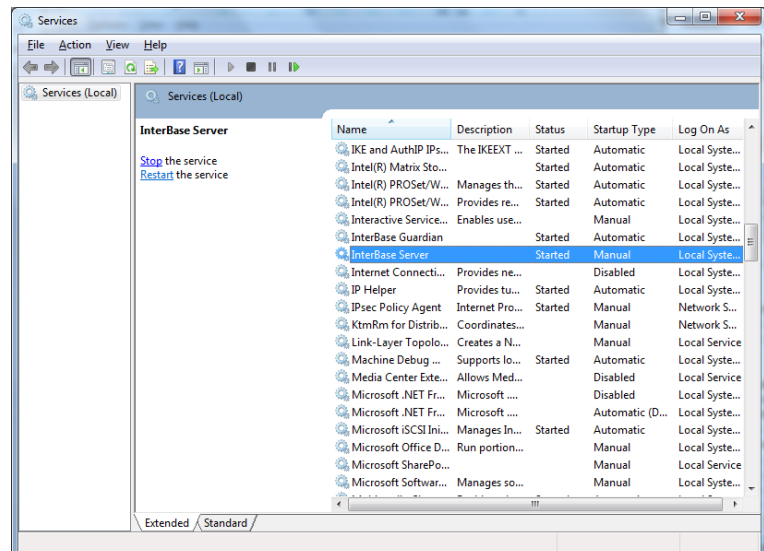 Services
File Action View Help
Services (Local)
Services (Local)
InterBase Server
Stop the service
Restart the service
Name Description Status Startup Type Log On As
IKE and AuthIP IPs... The IKEEXT ... Started Automatic Local Syste...
Intel(R) Matrix Sto... Started Automatic Local Syste...
Intel(R) PROSet/W... Manages th... Started Automatic Local Syste...
Intel(R) PROSet/W... Provides re... Started Automatic Local Syste...
Interactive Service... Enables use... Manual Local Syste...
InterBase Guardian Started Automatic Local Syste...
InterBase Server Started Manual Local Syste...
Internet Connecti... Provides ne... Disabled Local Syste...
IP Helper Provides tu... Started Automatic Local Syste...
IPsec Policy Agent Internet Pro... Started Manual Network S...
KtmRm for Distrib... Coordinates... Manual Network S...
Link-Layer Topolo... Creates a N... Manual Local Service
Machine Debug ... Supports lo... Started Automatic Local Syste...
Media Center Exte... Allows Med... Disabled Local Service
Microsoft .NET Fr... Microsoft .... Disabled Local Syste...
Microsoft .NET Fr... Microsoft .... Automatic (D... Local Syste...
Microsoft iSCSI Ini... Manages In... Started Automatic Local Syste...
Microsoft Office D... Run portion... Manual Local Syste...
Microsoft SharePo... Manual Local Service
Microsoft Softwar... Manages so... Manual Local Syste...
Extended Standard